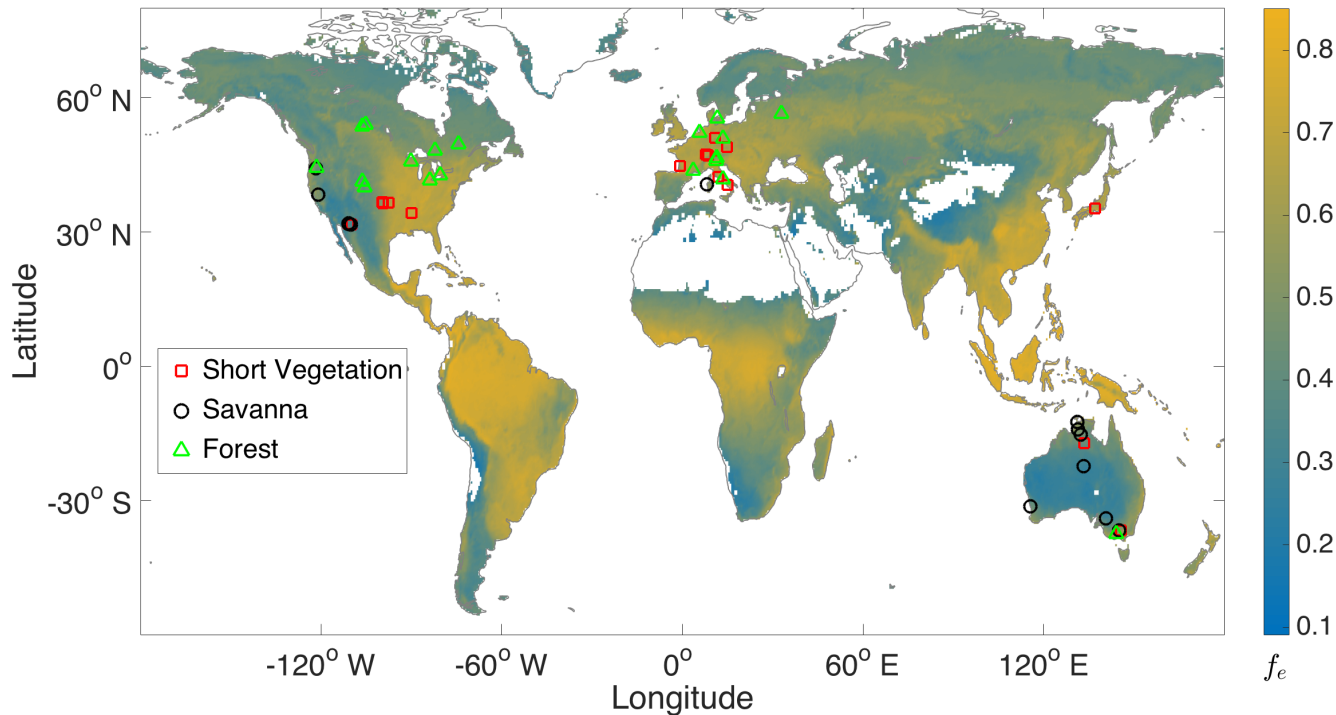 60° N
30° N
0°
-30° S
Latitude
Short Vegetation
Savanna
Forest
-120° W
-60° W
0°
60° E
120° E
Longitude
0.8
0.7
0.6
0.5
0.4
0.3
0.2
0.1
f_e